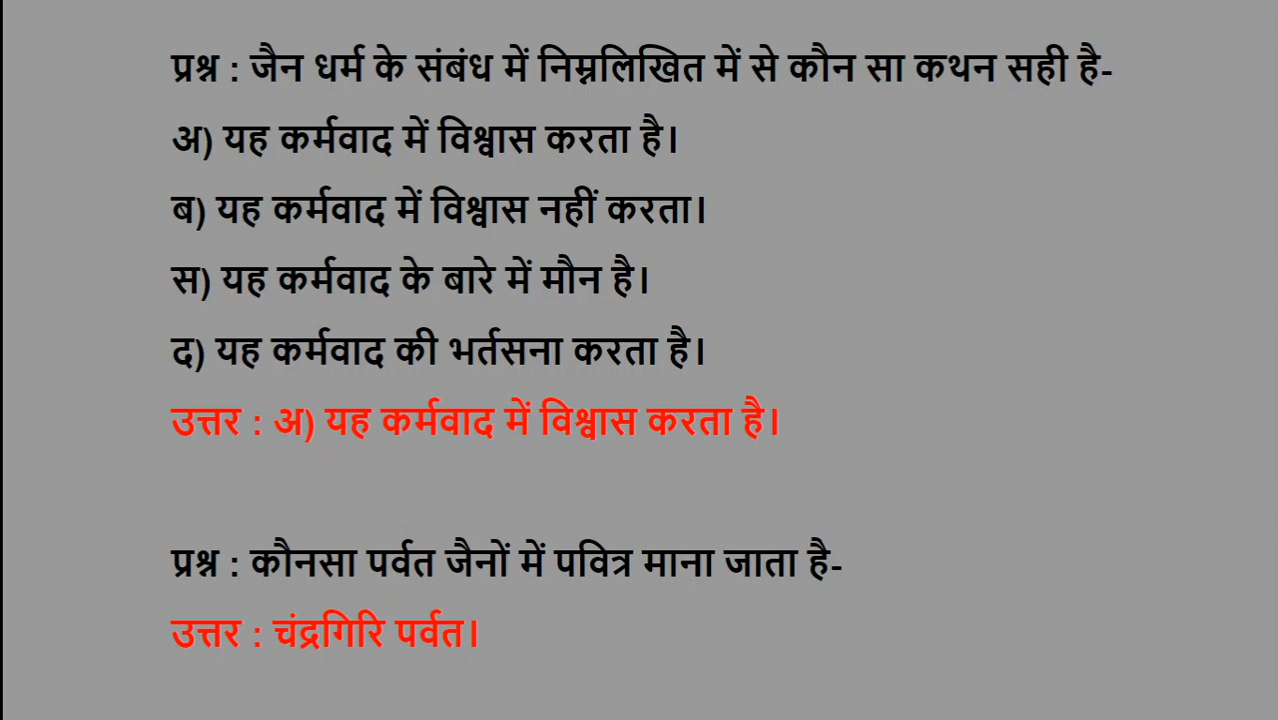 प्रश्न : जैन धर्म के संबंध में निम्नलिखित में से कौन सा कथन सही है-
अ) यह कर्मवाद में विश्वास करता है।
ब) यह कर्मवाद में विश्वास नहीं करता।
स) यह कर्मवाद के बारे में मौन है।
द) यह कर्मवाद की भर्तसना करता है।
उत्तर : अ) यह कर्मवाद में विश्वास करता है।
प्रश्न : कौनसा पर्वत जैनों में पवित्र माना जाता है-
उत्तर : चंद्रगिरि पर्वत।